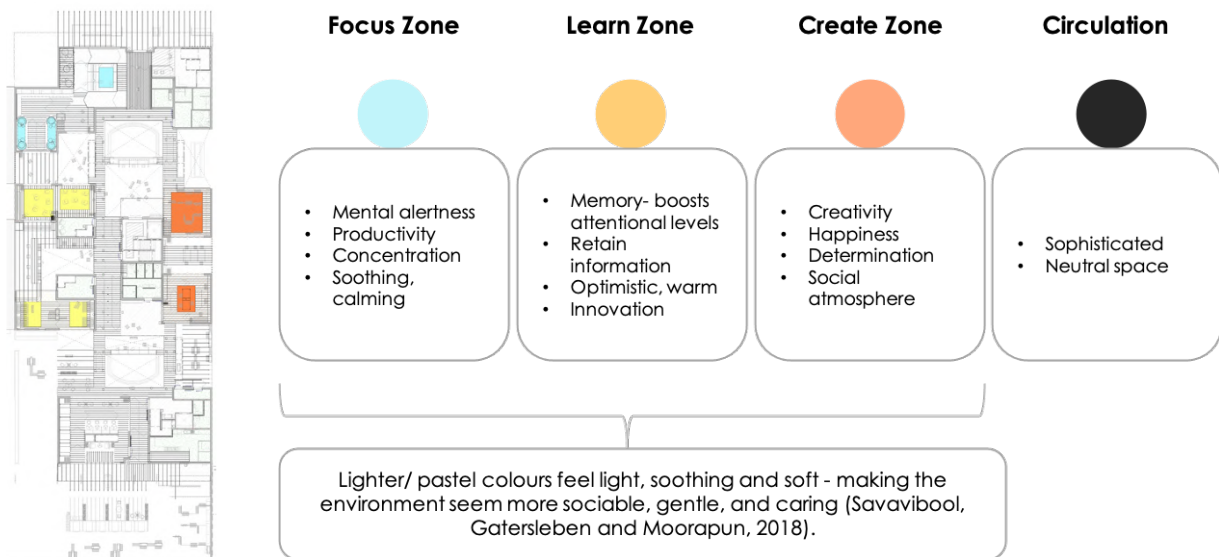 Focus Zone
Learn Zone
Create Zone
Circulation
• Mental alertness
• Productivity
• Concentration
• Soothing,
calming
• Memory- boosts
attentional levels
• Retain
information
• Optimistic, warm
• Innovation
• Creativity
• Happiness
• Determination
• Social
atmosphere
• Sophisticated
• Neutral space
Lighter/ pastel colours feel light, soothing and soft - making the
environment seem more sociable, gentle, and caring (Savavibool,
Gatersleben and Moorapun, 2018).